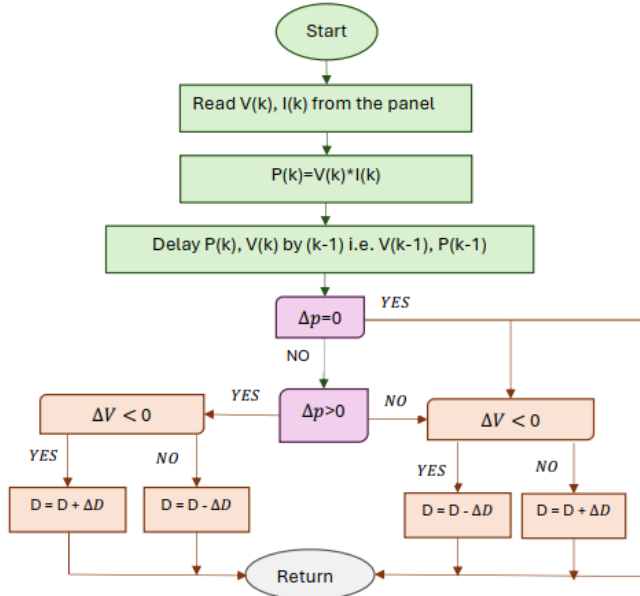 Start
Read V(k), I(k) from the panel
P(k)=V(k)*I(k)
Delay P(k), V(k) by (k-1) i.e. V(k-1), P(k-1)
Δp=0
YES
NO
Δp>0
YES
NO
ΔV < 0
ΔV < 0
YES
NO
YES
NO
D = D + ΔD
D = D - ΔD
D = D - ΔD
D = D + ΔD
Return